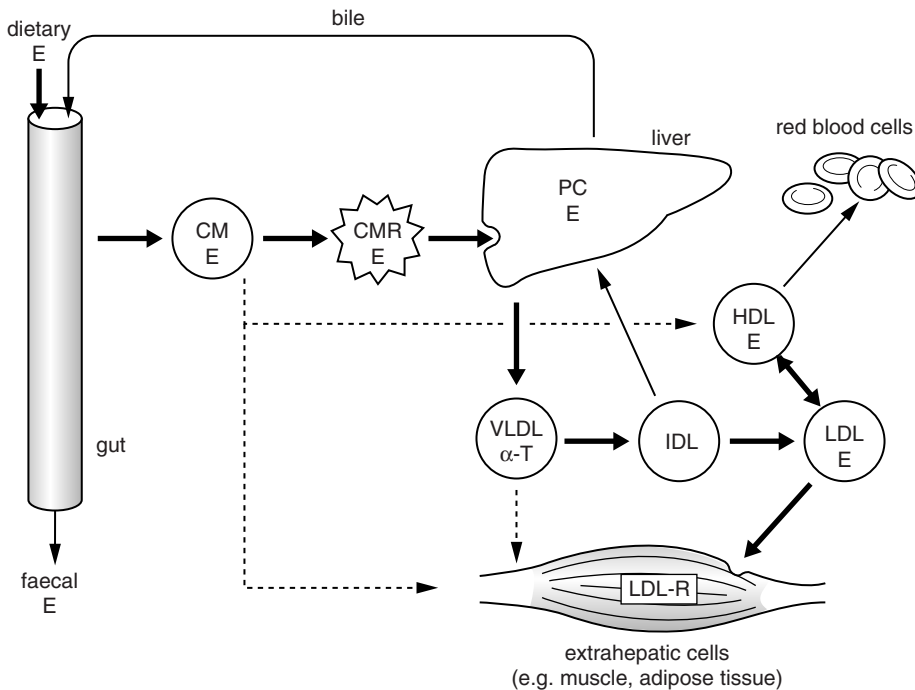 bile
dietary
E
red blood cells
liver
PC
E
CM
E
CMR
E
HDL
E
VLDL
α-T
IDL
LDL
E
gut
faecal
E
LDL-R
extrahepatic cells
(e.g. muscle, adipose tissue)